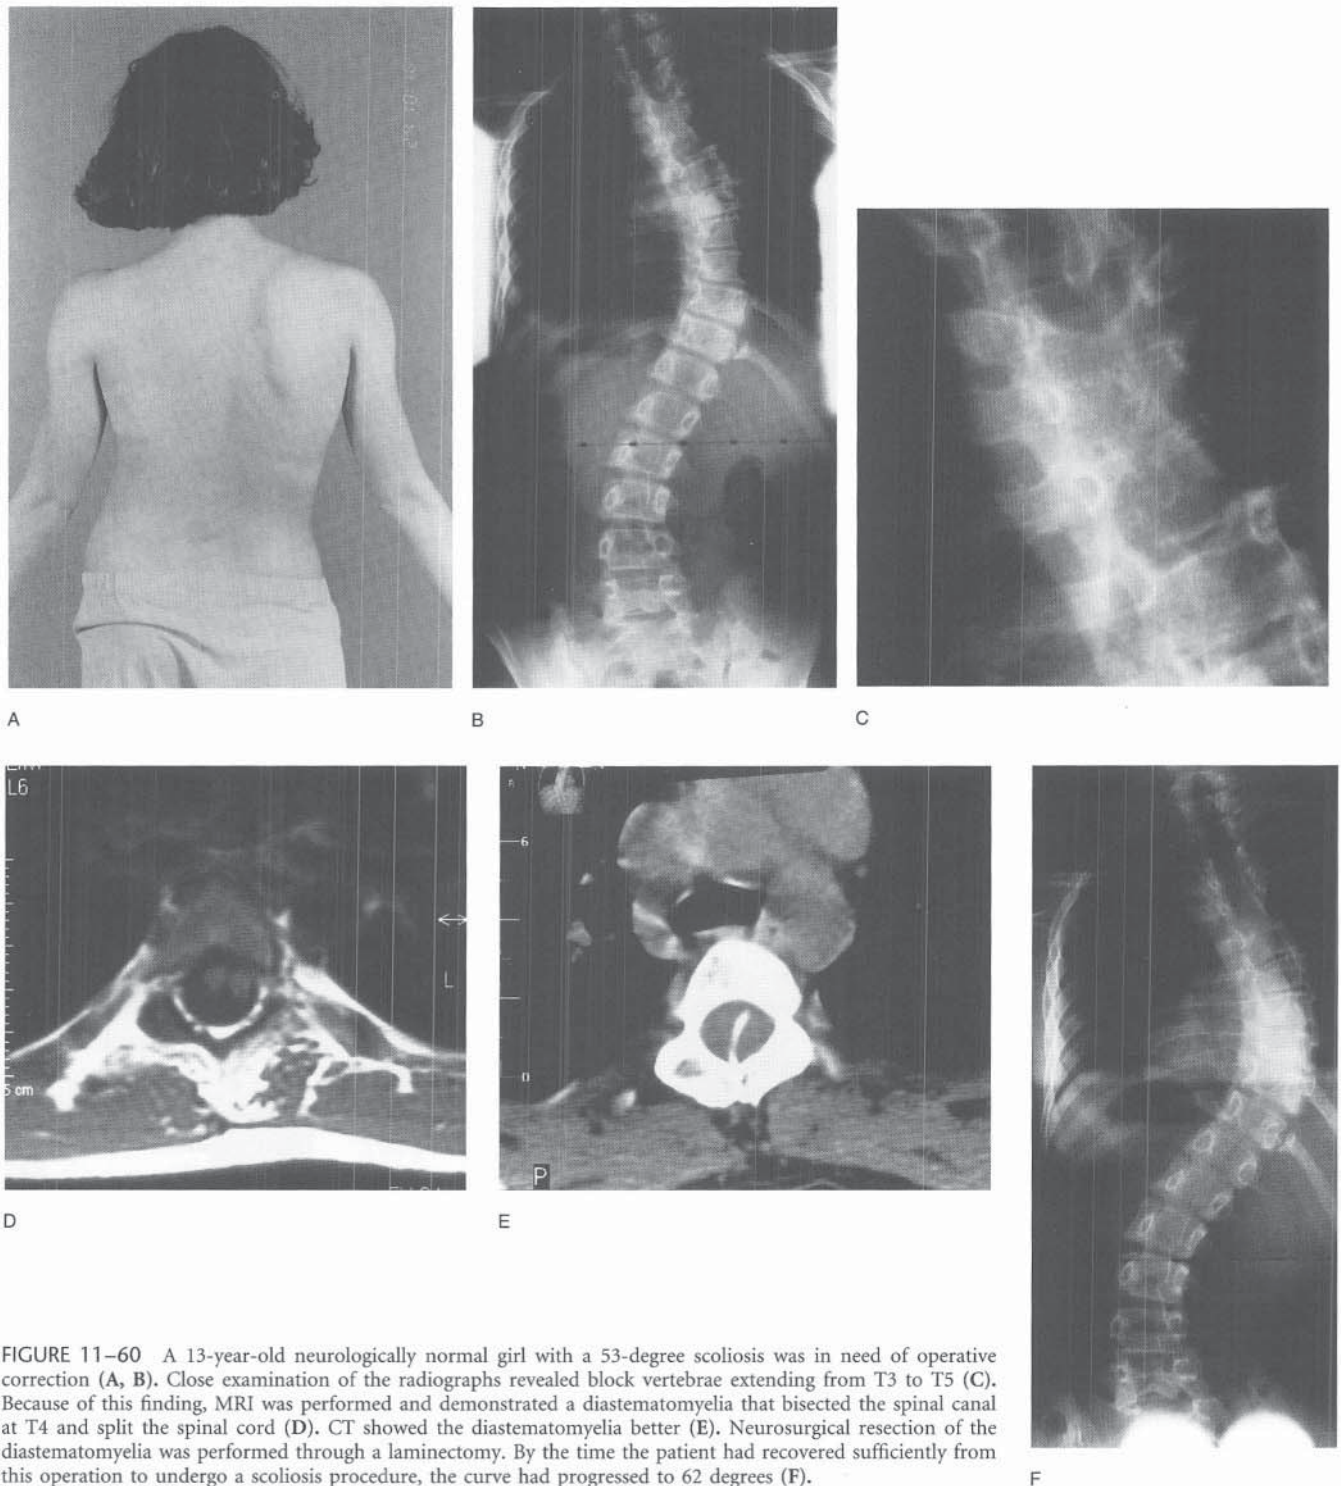 A
B
C
L6
L
5 cm
D
6
0
P
E
FIGURE 11–60 A 13-year-old neurologically normal girl with a 53-degree scoliosis was in need of operative
correction (A, B). Close examination of the radiographs revealed block vertebrae extending from T3 to T5 (C).
Because of this finding, MRI was performed and demonstrated a diastematomyelia that bisected the spinal canal
at T4 and split the spinal cord (D). CT showed the diastematomyelia better (E). Neurosurgical resection of the
diastematomyelia was performed through a laminectomy. By the time the patient had recovered sufficiently from
this operation to undergo a scoliosis procedure, the curve had progressed to 62 degrees (F).
F